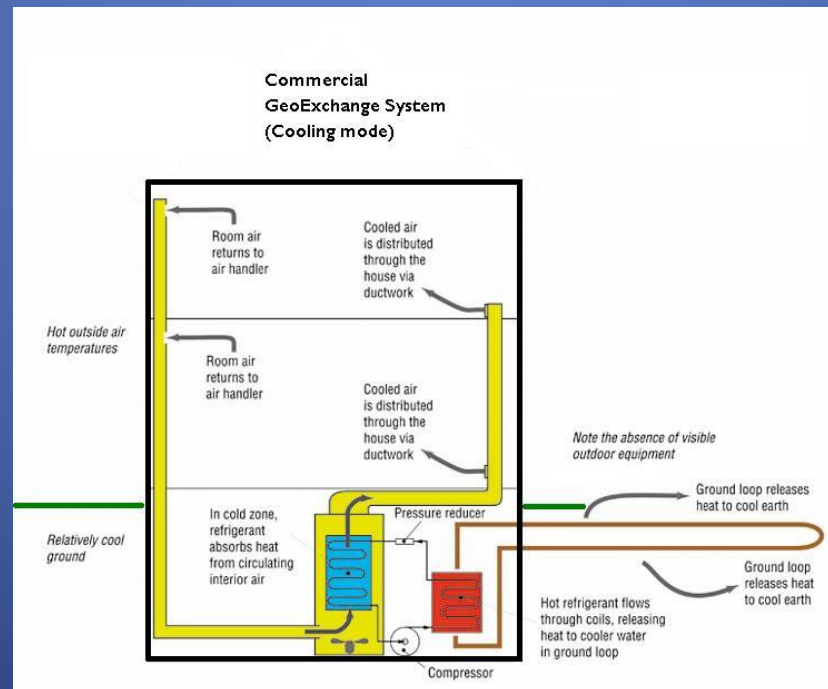 Commercial
GeoExchange System
(Cooling mode)
Room air
returns to
air handler
Cooled air
is distributed
through the
house via
ductwork
Hot outside air
temperatures
Room air
returns to
air handler
Cooled air
is distributed
through the
house via
ductwork
Note the absence of visible
outdoor equipment
Ground loop releases
heat to cool earth
Relatively cool
ground
In cold zone,
refrigerant
absorbs heat
from circulating
interior air
Pressure reducer
Ground loop
releases heat
to cool earth
Hot refrigerant flows
through coils, releasing
heat to cooler water
in ground loop
Compressor